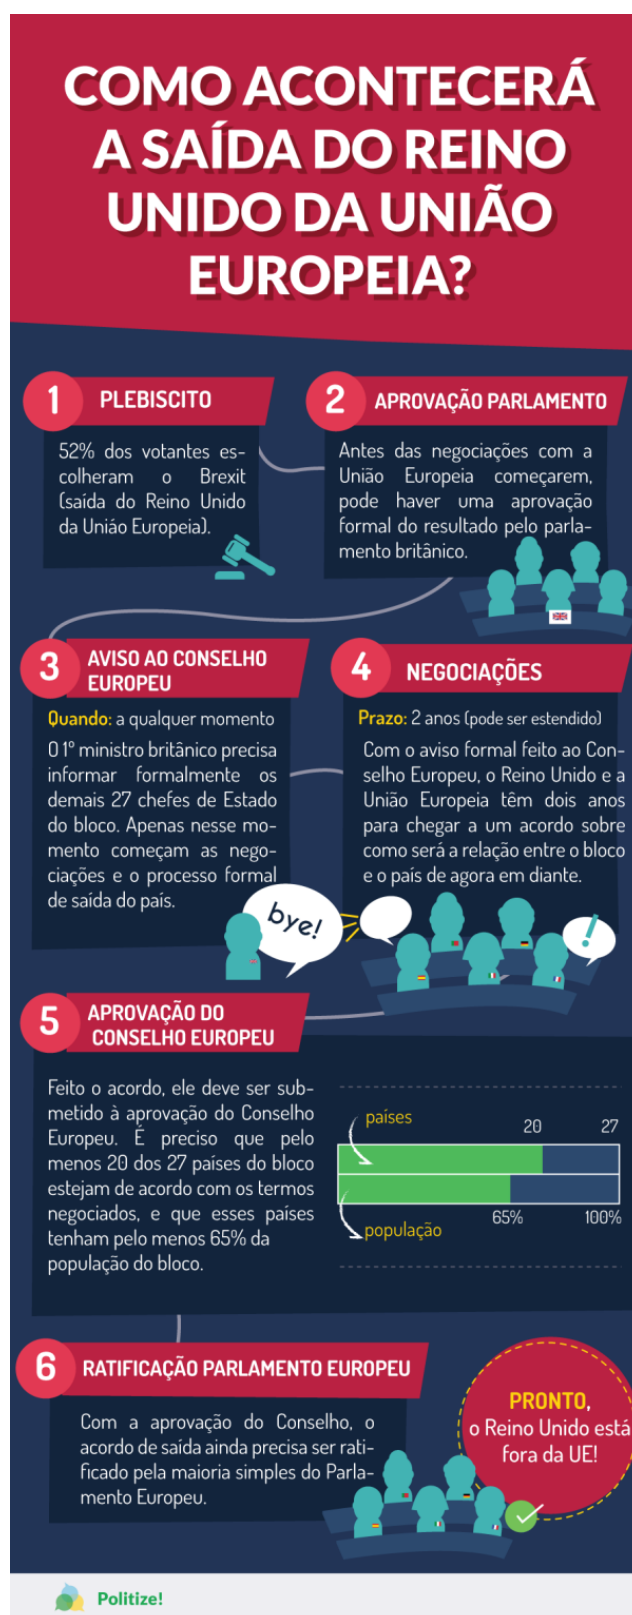 COMO ACONTECERÁ
A SAÍDA DO REINO
UNIDO DA UNIÃO
EUROPEIA?
1
PLEBISCITO
52% dos votantes es-
colheram o Brexit
(saída do Reino Unido
da Uniáo Europeia).
2
APROVAÇÃO PARLAMENTO
Antes das negociações com a
União Europeia começarem,
pode haver uma aprovação
formal do resultado pelo parla-
mento britânico.
3
AVISO AO CONSELHO
EUROPEU
Quando: a qualquer momento
O 1º ministro britânico precisa
informar formalmente os
demais 27 chefes de Estado
do bloco. Apenas nesse mo-
mento começam as nego-
ciações e o processo formal
de saída do país.
bye!
4
NEGOCIAÇÕES
Prazo: 2 anos (pode ser estendido)
Com o aviso formal feito ao Con-
selho Europeu, o Reino Unido e a
União Europeia têm dois anos
para chegar a um acordo sobre
como será a relação entre o bloco
e o país de agora em diante.
!
5
APROVAÇÃO DO
CONSELHO EUROPEU
Feito o acordo, ele deve ser sub-
metido à aprovação do Conselho
Europeu. É preciso que pelo
menos 20 dos 27 países do bloco
estejam de acordo com os termos
negociados, e que esses países
tenham pelo menos 65% da
população do bloco.
países
20 27
65% 100%
população
6
RATIFICAÇÃO PARLAMENTO EUROPEU
Com a aprovação do Conselho, o
acordo de saída ainda precisa ser rati-
ficado pela maioria simples do Parla-
mento Europeu.
PRONTO,
o Reino Unido está
fora da UE!
Politize!